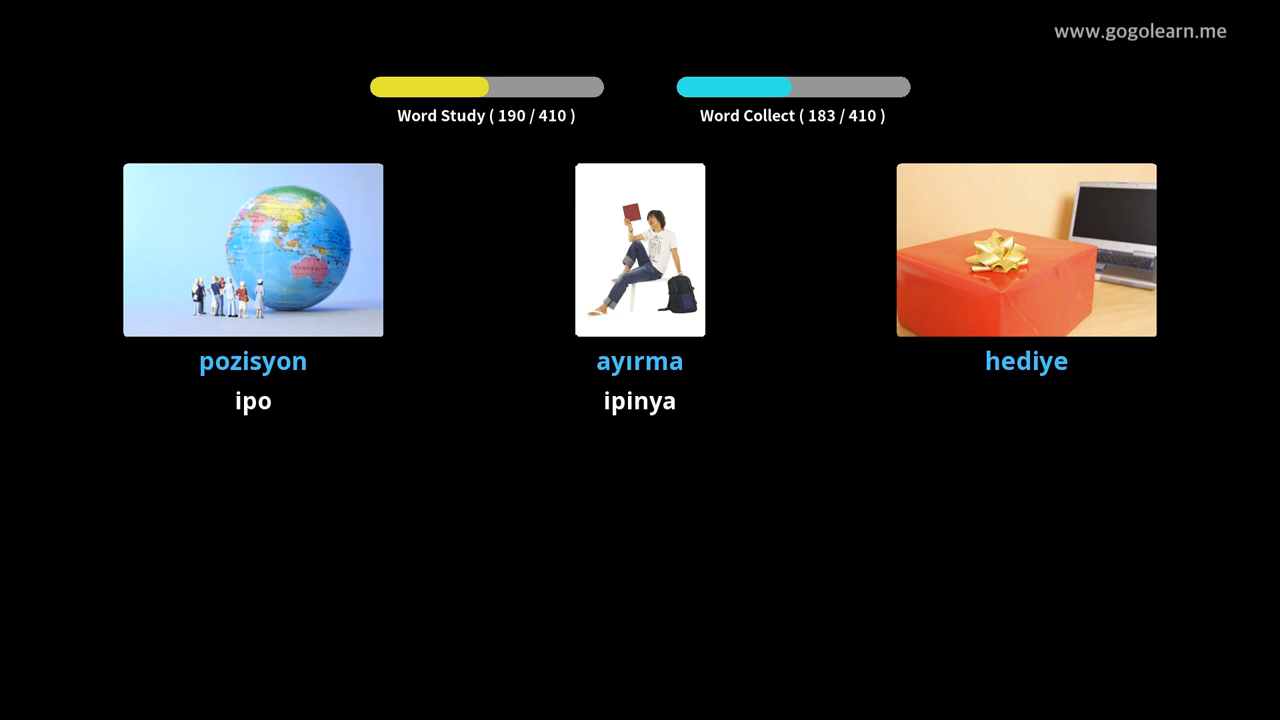 www.gogolearn.me
Word Study ( 190 / 410 )
Word Collect ( 183 / 410 )
pozisyon
ipo
ayırma
ipinya
hediye